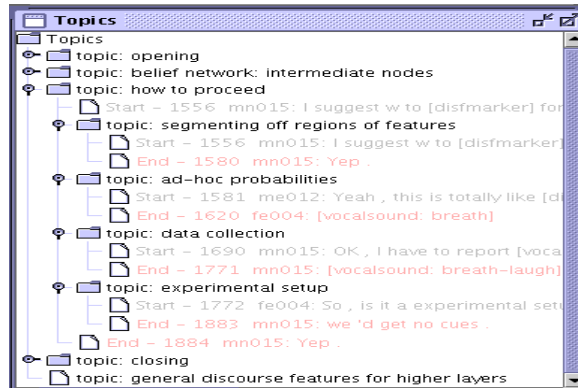 Topics
Topics
topic: opening
topic: belief network: intermediate nodes
topic: how to proceed
Start - 1556 mn015: I suggest w to [disfmarker] for
topic: segmenting off regions of features
Start - 1556 mn015: I suggest w to [disfmarker]
End - 1580 mn015: Yep .
topic: ad-hoc probabilities
Start - 1581 me012: Yeah , this is totally like [di
End - 1620 fe004: [vocalsound: breath]
topic: data collection
Start - 1690 mn015: OK , I have to report [voca
End - 1771 mn015: [vocalsound: breath-laugh]
topic: experimental setup
Start - 1772 fe004: So , is it a experimental setu
End - 1883 mn015: we 'd get no cues .
End - 1884 mn015: Yep .
topic: closing
topic: general discourse features for higher layers